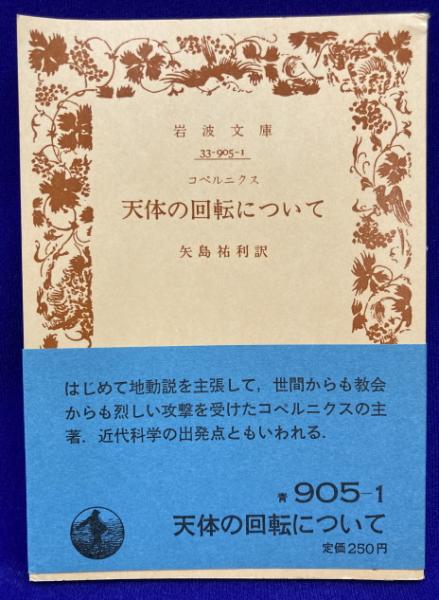 岩波文庫
33-905-1
コペルニクス
天体の回転について
矢島祐利訳
はじめて地動説を主張して，世間からも教会
からも烈しい攻撃を受けたコペルニクスの主
著．近代科学の出発点ともいわれる．
青 905-1
天体の回転について
定価250円